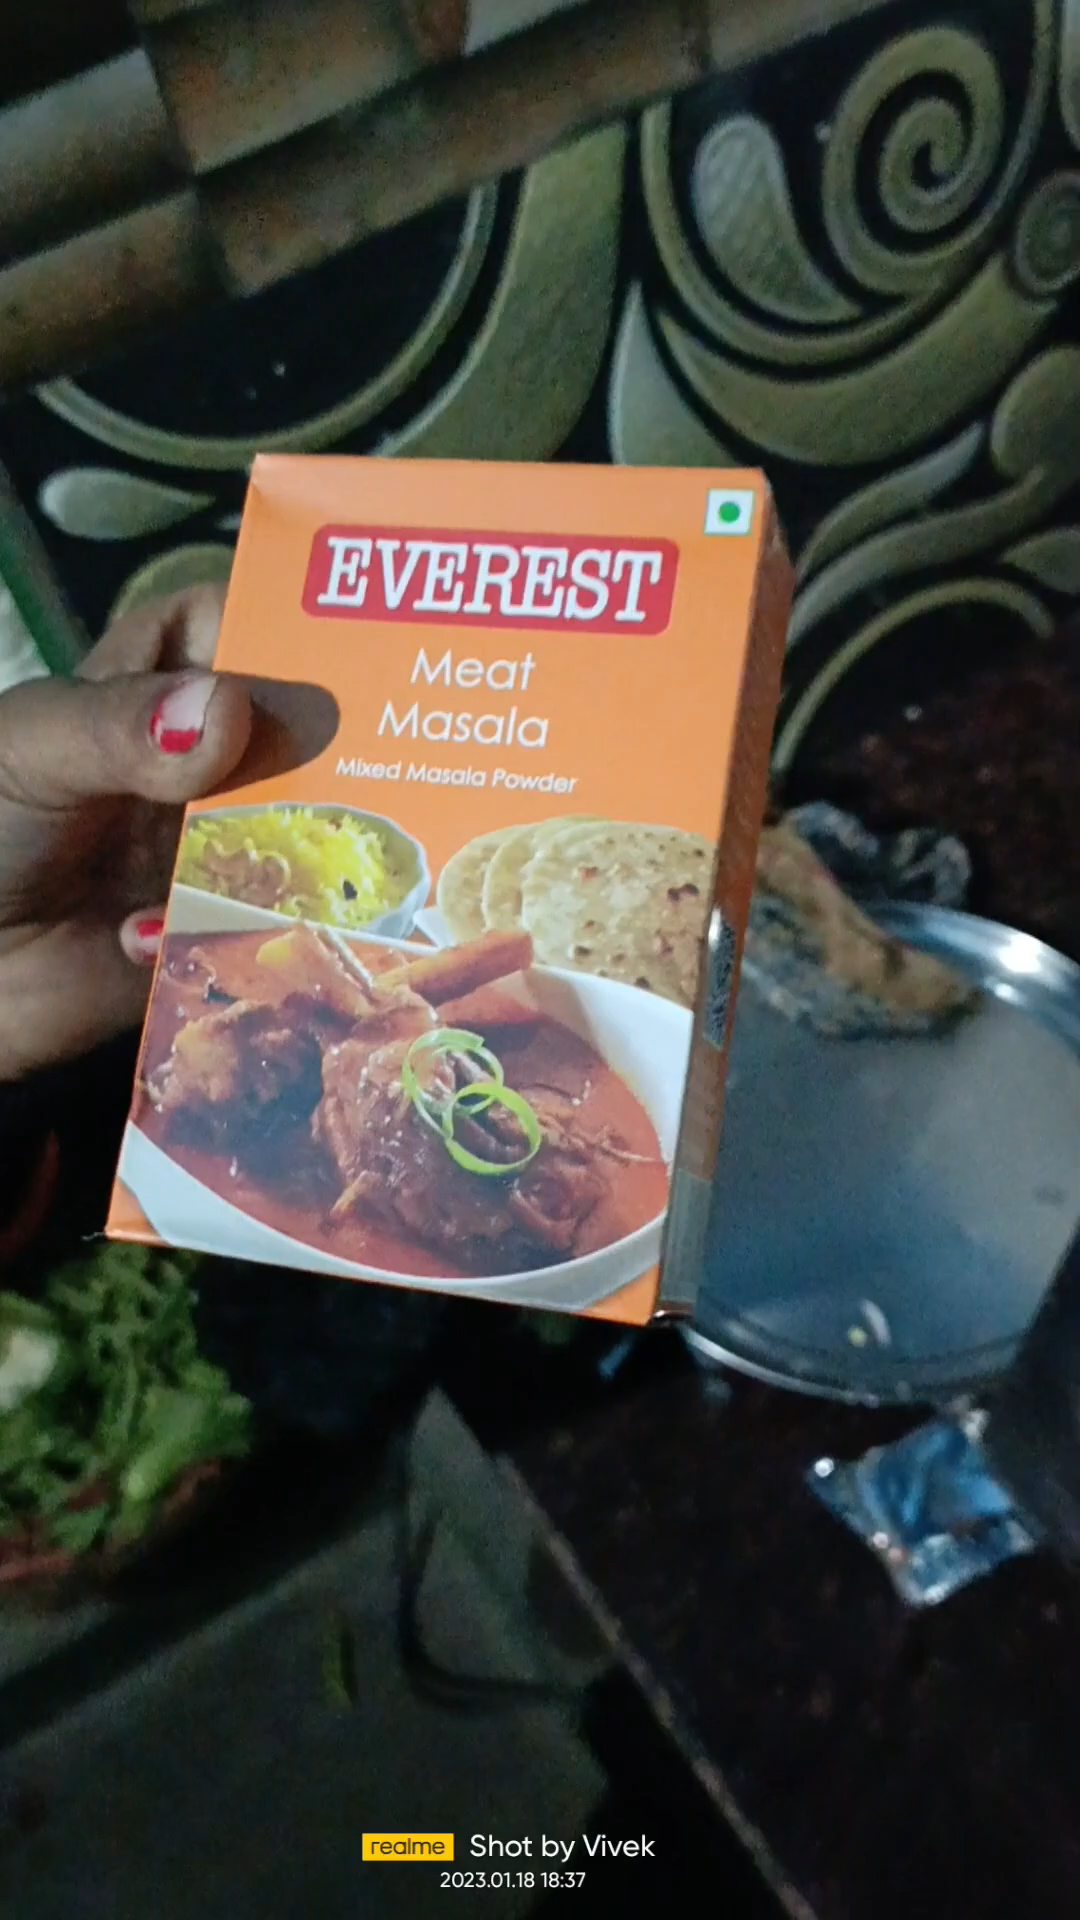 EVEREST
Meat
Masala
Mixed Masala Powder
realme Shot by Vivek
2023.01.18 18:37